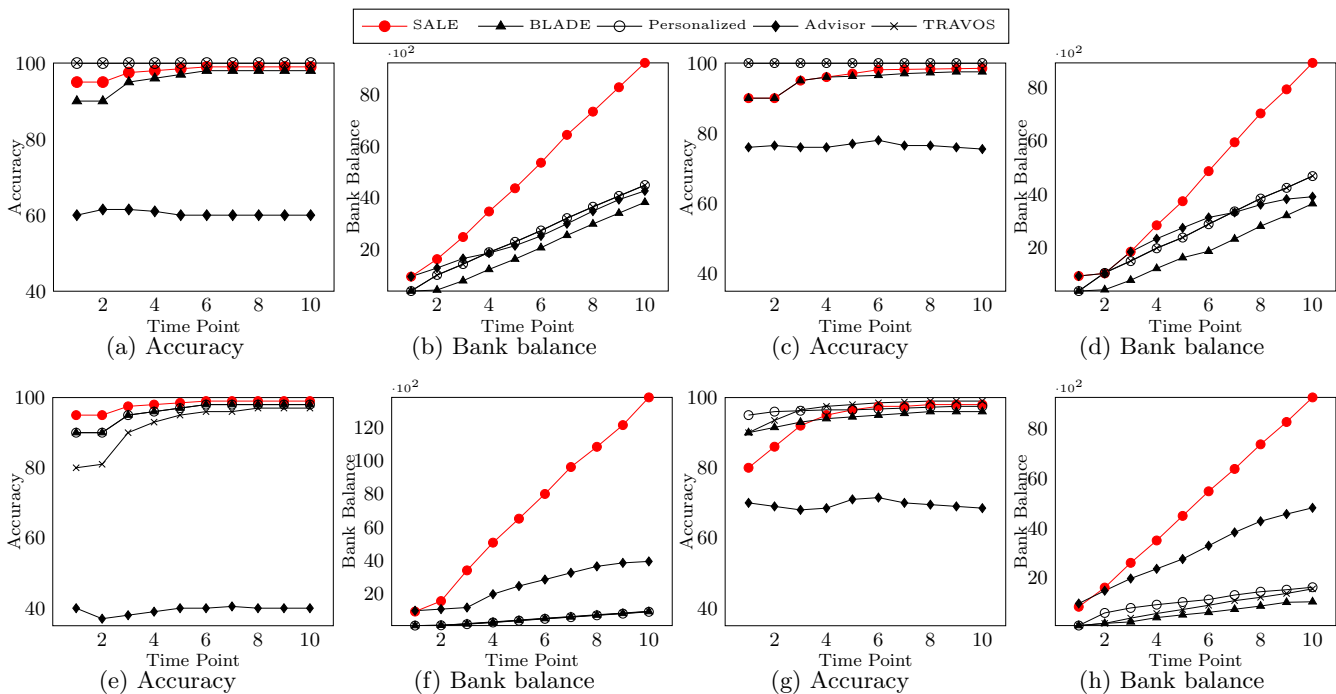 SALE BLADE Personalized Advisor TRAVOS
100
80
60
40
Accuracy
2 4 6 8 10
Time Point
(a) Accuracy
·10²
80
60
40
20
Bank Balance
2 4 6 8 10
Time Point
(b) Bank balance
100
80
60
40
Accuracy
2 4 6 8 10
Time Point
(c) Accuracy
·10²
80
60
40
20
Bank Balance
2 4 6 8 10
Time Point
(d) Bank balance
100
80
60
40
Accuracy
2 4 6 8 10
Time Point
(e) Accuracy
·10²
120
100
80
60
40
20
Bank Balance
2 4 6 8 10
Time Point
(f) Bank balance
100
80
60
40
Accuracy
2 4 6 8 10
Time Point
(g) Accuracy
·10²
80
60
40
20
Bank Balance
2 4 6 8 10
Time Point
(h) Bank balance